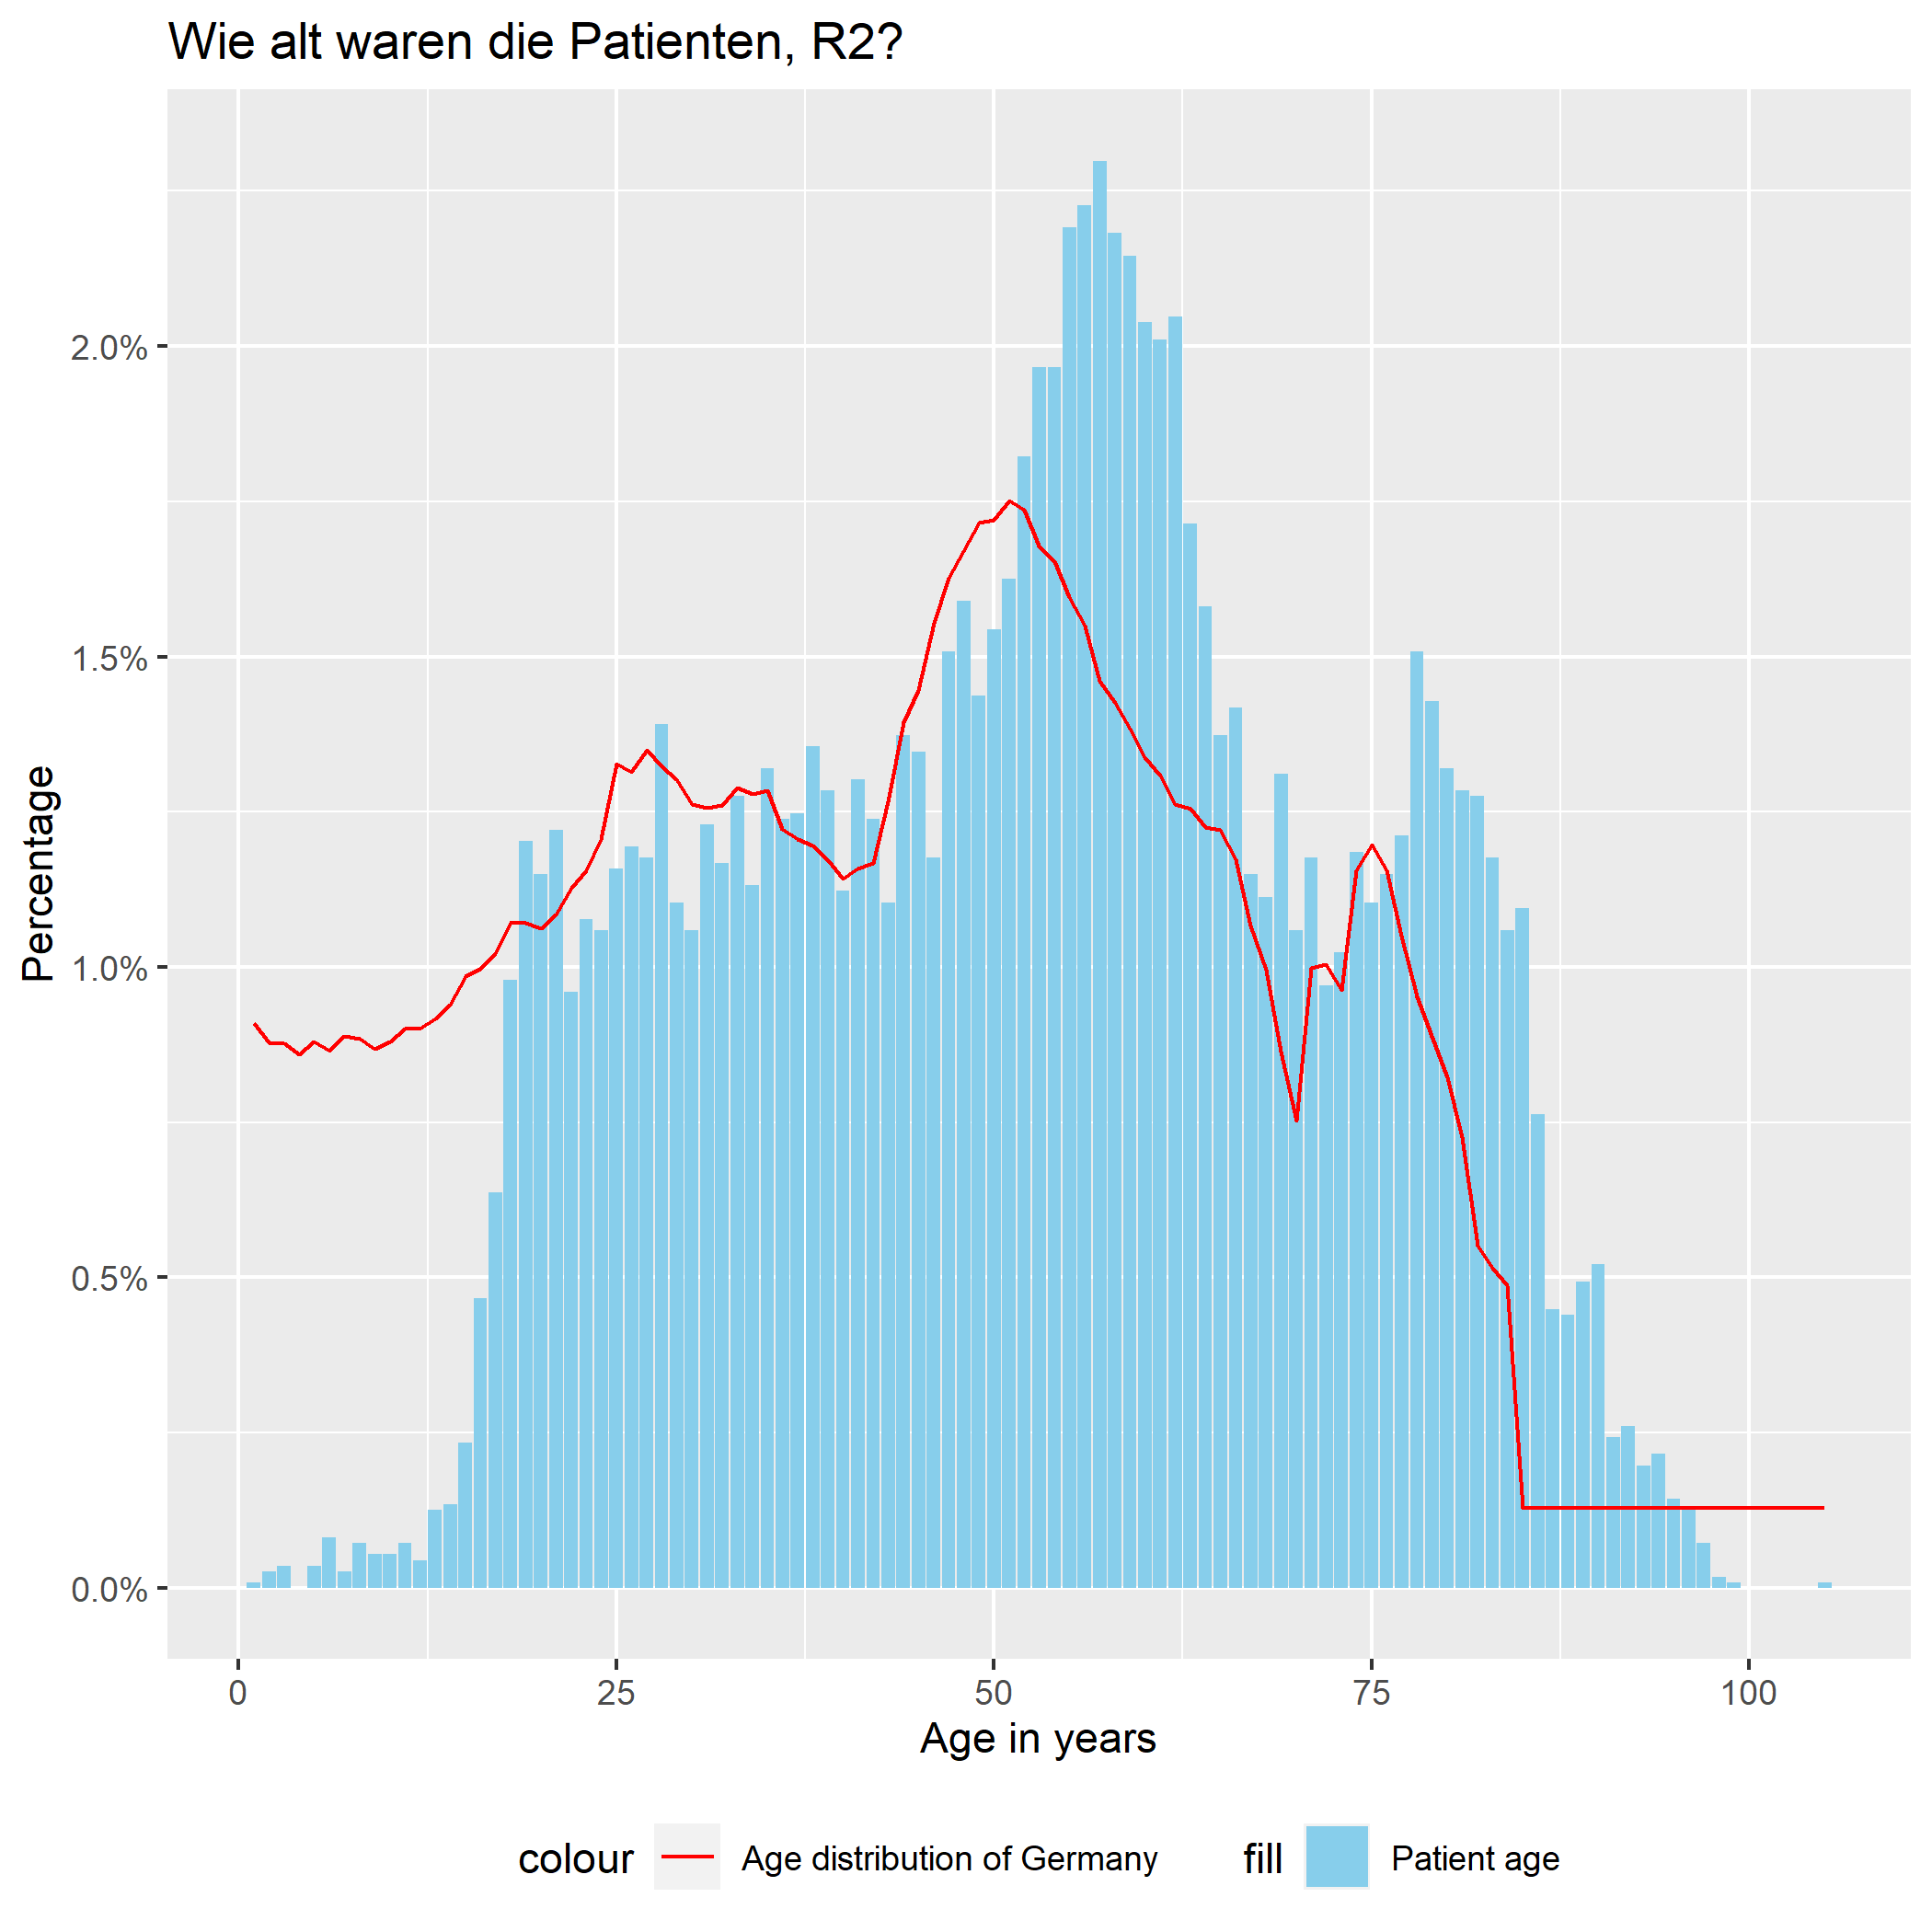 Wie alt waren die Patienten, R2?
Percentage
2.0%
1.5%
1.0%
0.5%
0.0%
0 25 50 75 100
Age in years
colour Age distribution of Germany fill Patient age